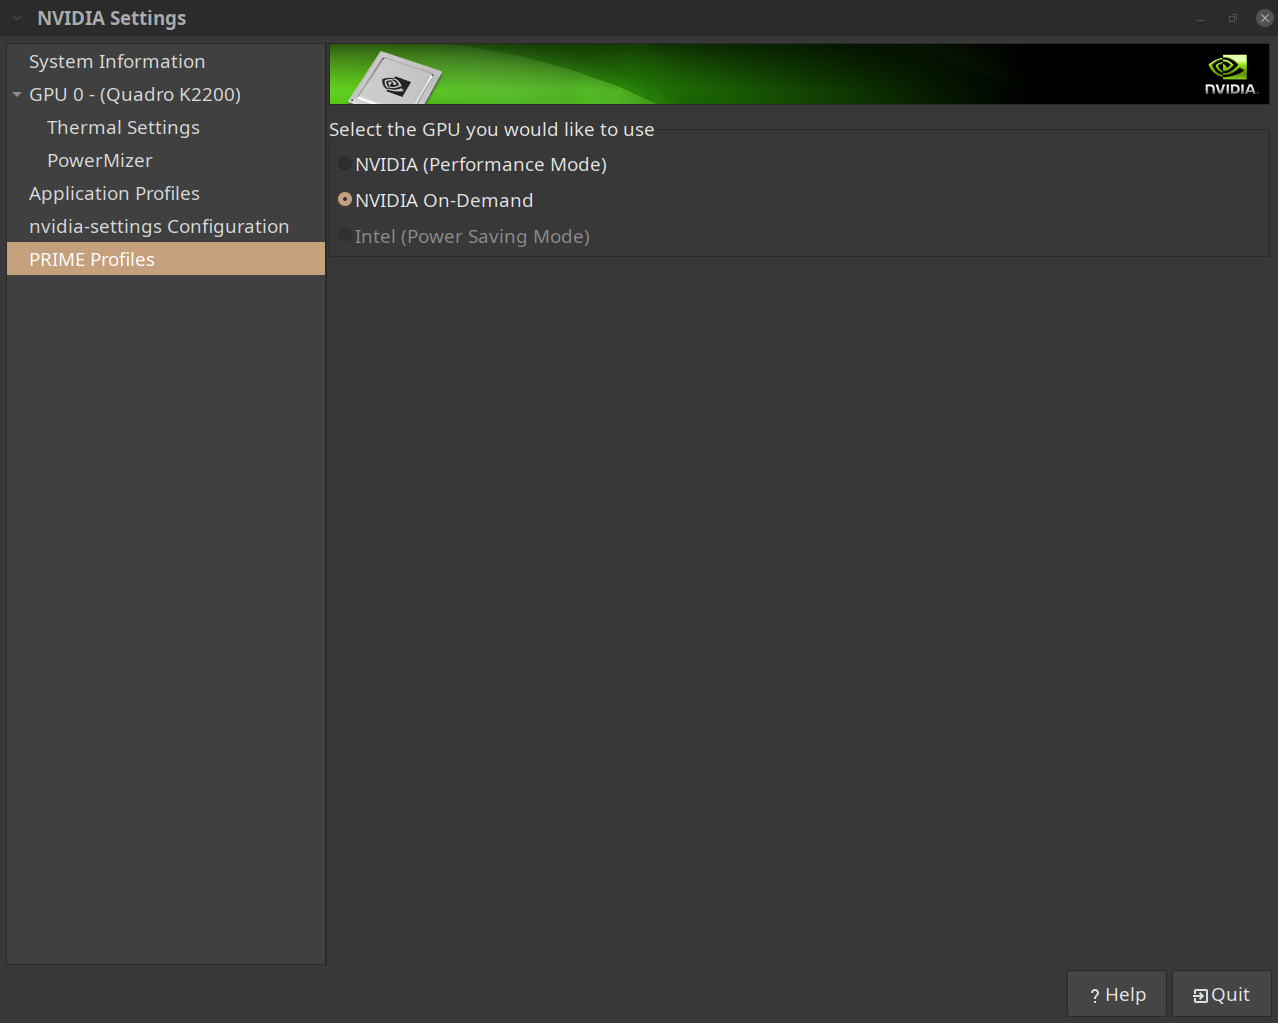 NVIDIA Settings
System Information
GPU 0 - (Quadro K2200)
Thermal Settings
PowerMizer
Application Profiles
nvidia-settings Configuration
PRIME Profiles
NVIDIA.
Select the GPU you would like to use
NVIDIA (Performance Mode)
NVIDIA On-Demand
Intel (Power Saving Mode)
? Help
Quit